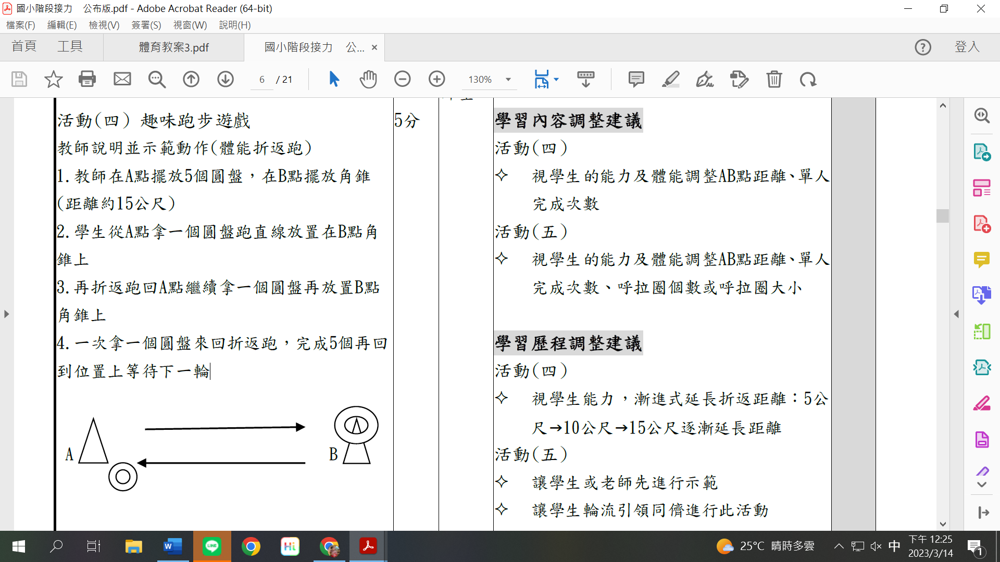 國小階段接力 公布版.pdf - Adobe Acrobat Reader (64-bit)
檔案(F) 編輯(E) 檢視(V) 簽署(S) 視窗(W) 說明(H)
首頁 工具 體育教案3.pdf 國小階段接力 公... × 登入
6 / 21 130%
活動(四) 趣味跑步遊戲
教師說明並示範動作(體能折返跑)
1.教師在A點擺放5個圓盤，在B點擺放角錐
(距離約15公尺)
2.學生從A點拿一個圓盤跑直線放置在B點角
錐上
3.再折返跑回A點繼續拿一個圓盤再放置B點
角錐上
4.一次拿一個圓盤來回折返跑，完成5個再回
到位置上等待下一輪
A
B
5分
學習內容調整建議
活動(四)
✧ 視學生的能力及體能調整AB點距離、單人
完成次數
活動(五)
✧ 視學生的能力及體能調整AB點距離、單人
完成次數、呼拉圈個數或呼拉圈大小
學習歷程調整建議
活動(四)
✧ 視學生能力，漸進式延長折返距離：5公
尺→10公尺→15公尺逐漸延長距離
活動(五)
✧ 讓學生或老師先進行示範
✧ 讓學生輪流引領同儕進行此活動
W LINE Hi 25°C 晴時多雲 中 下午 12:25
2023/3/14 1